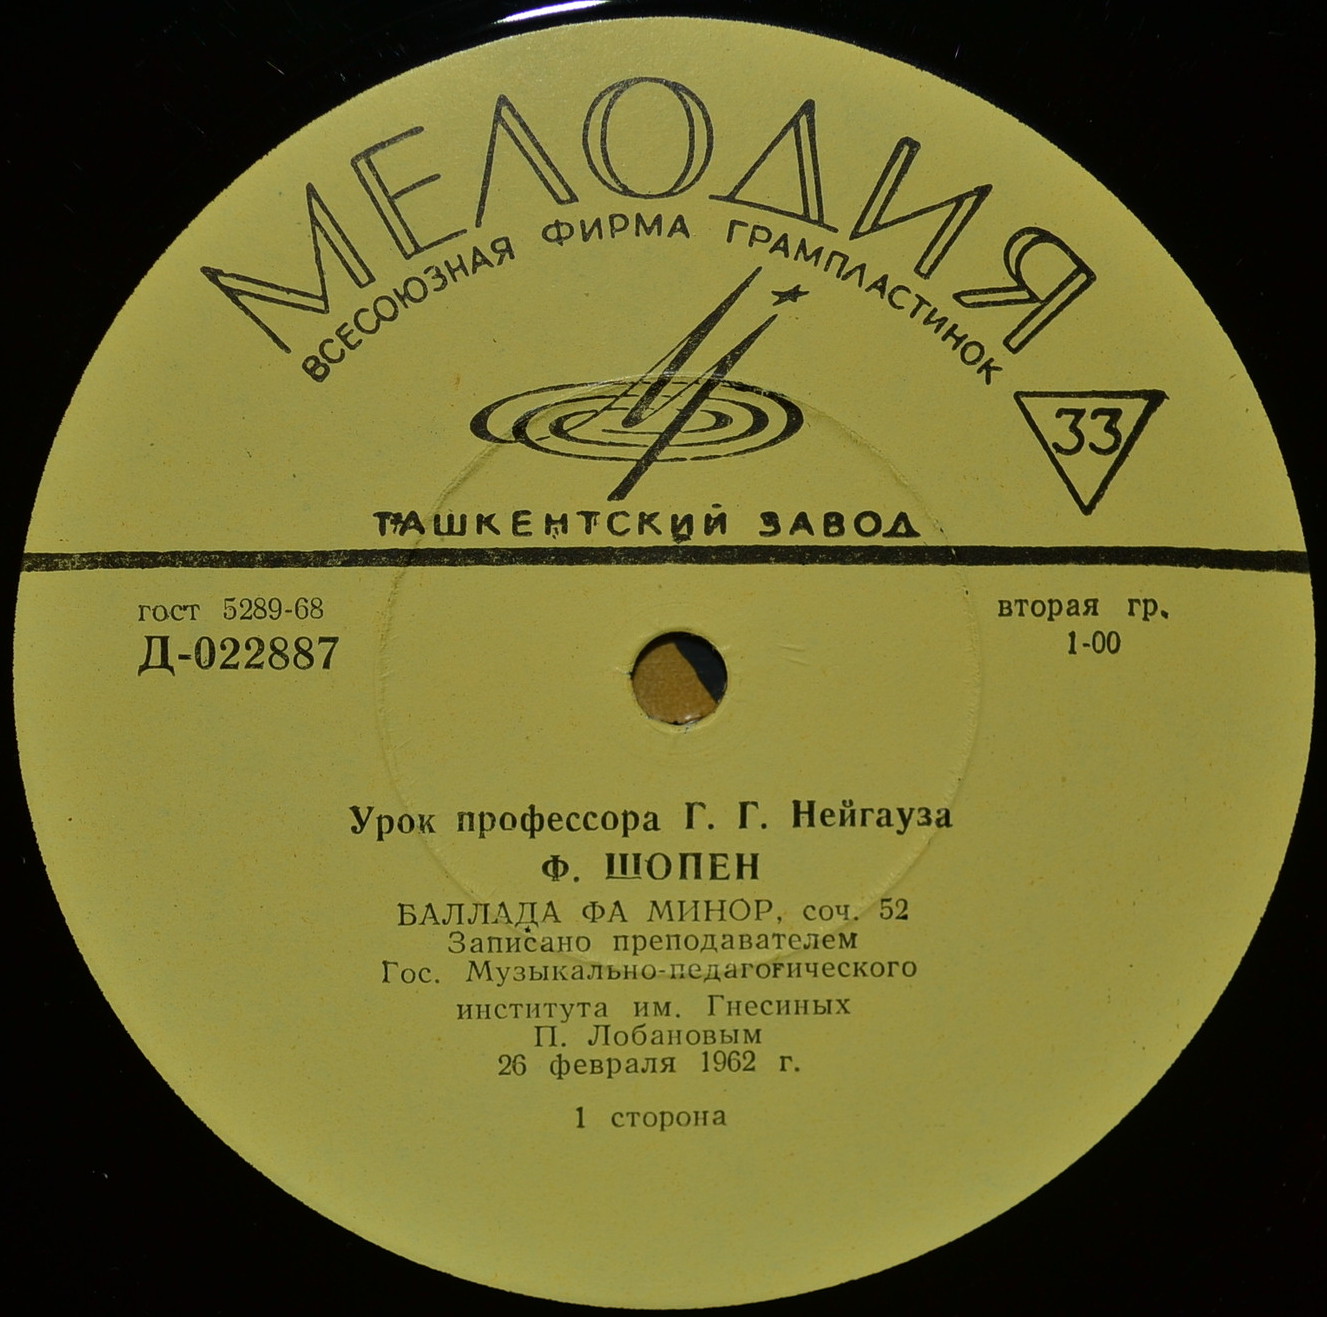 МЕЛОДИЯ
ВСЕСОЮЗНАЯ ФИРМА ГРАМПЛАСТИНОК
33
ТАШКЕНТСКИЙ ЗАВОД
гост 5289-68
Д-022887
вторая гр.
1-00
Урок профессора Г. Г. Нейгауза
Ф. ШОПЕН
БАЛЛАДА ФА МИНОР, соч. 52
Записано преподавателем
Гос. Музыкально-педагогического
института им. Гнесиных
П. Лобановым
26 февраля 1962 г.
1 сторона